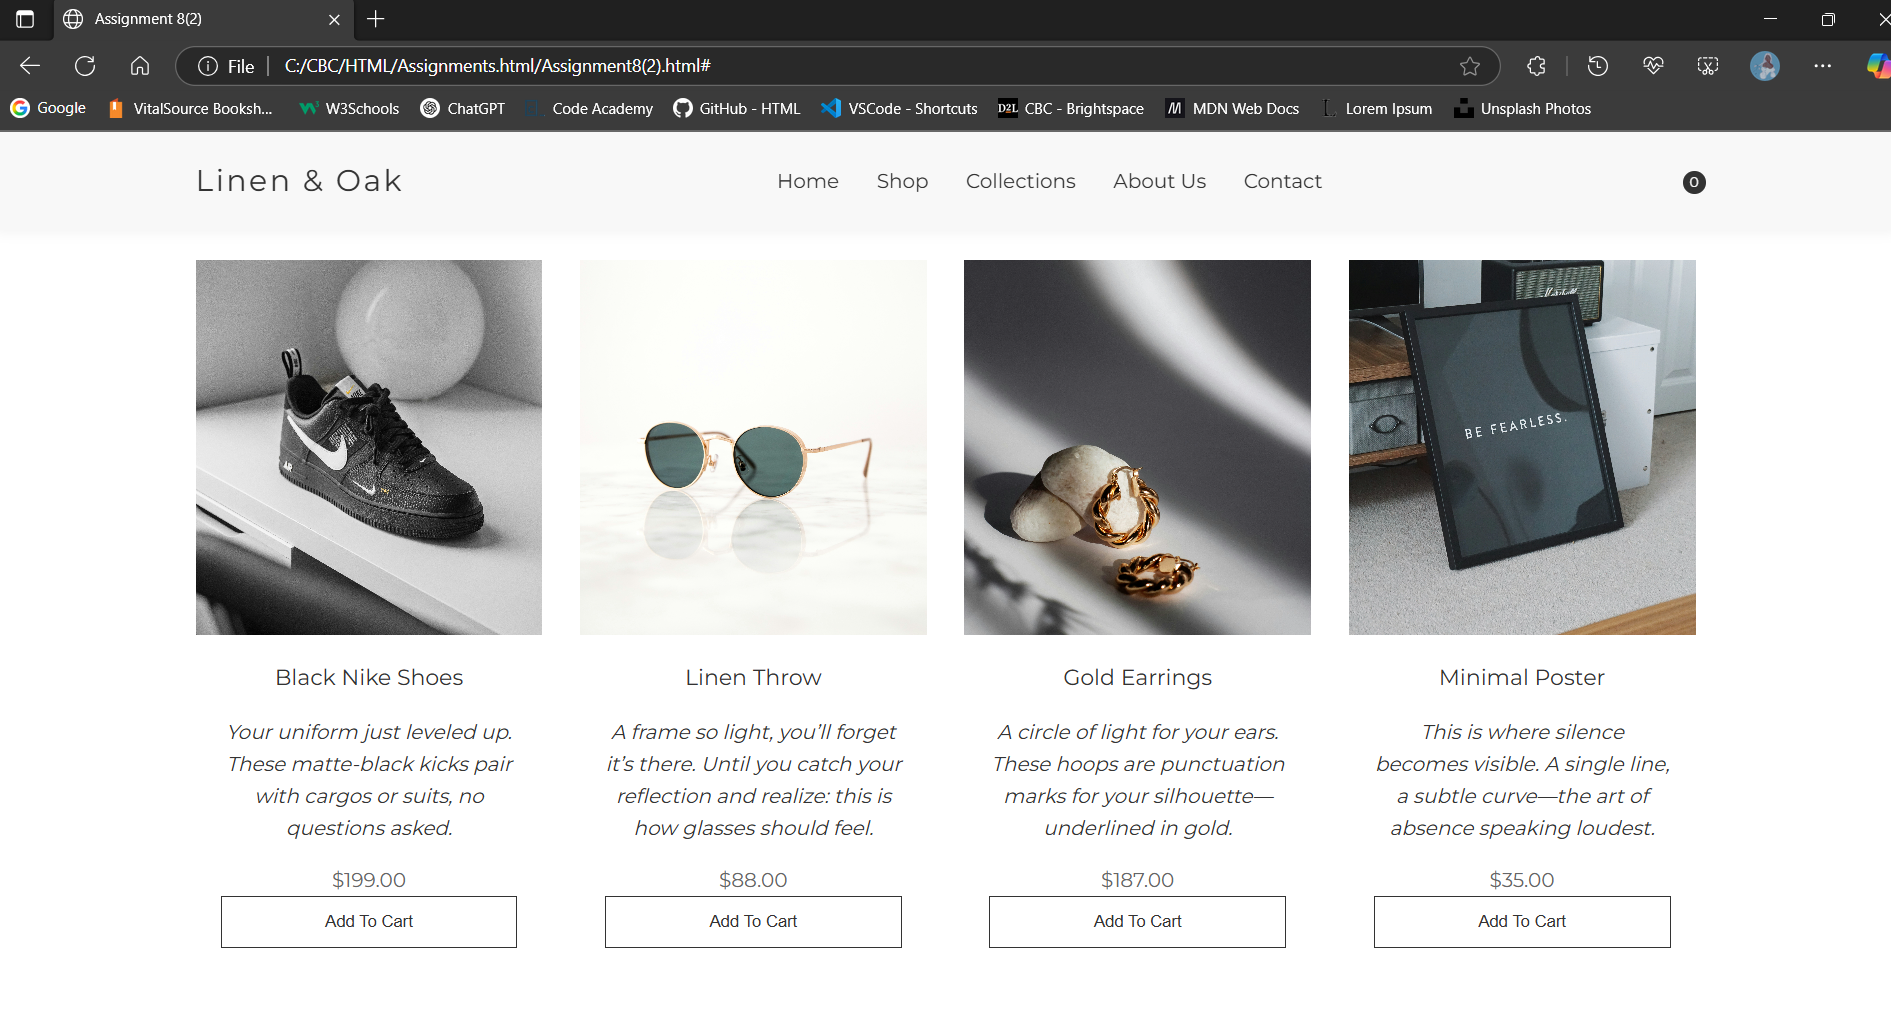 Assignment 8(2)
File
C:/CBC/HTML/Assignments.html/Assignment8(2).html#
Google
VitalSource Booksh...
W3Schools
ChatGPT
Code Academy
GitHub - HTML
VSCode - Shortcuts
D2L
CBC - Brightspace
MDN Web Docs
Lorem Ipsum
Unsplash Photos
Linen & Oak
Home
Shop
Collections
About Us
Contact
0
AIR
Marshall
BE FEARLESS.
Black Nike Shoes
Your uniform just leveled up.
These matte-black kicks pair
with cargos or suits, no
questions asked.
$199.00
Add To Cart
Linen Throw
A frame so light, you’ll forget
it’s there. Until you catch your
reflection and realize: this is
how glasses should feel.
$88.00
Add To Cart
Gold Earrings
A circle of light for your ears.
These hoops are punctuation
marks for your silhouette—
underlined in gold.
$187.00
Add To Cart
Minimal Poster
This is where silence
becomes visible. A single line,
a subtle curve—the art of
absence speaking loudest.
$35.00
Add To Cart